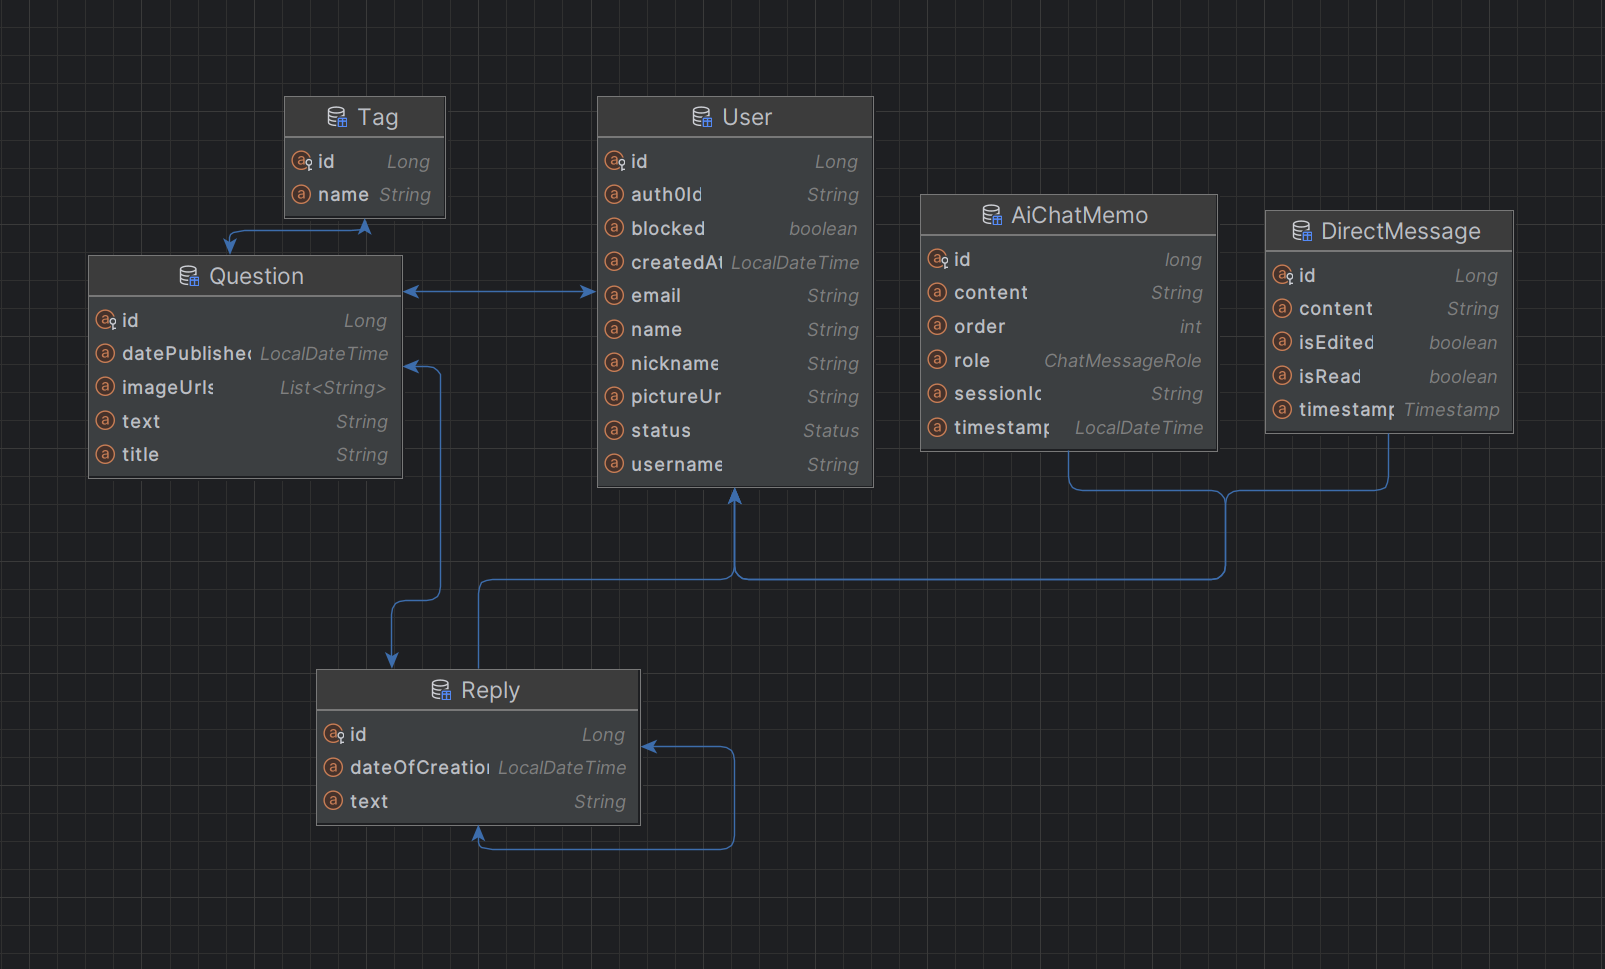 Tag
id Long
name String
User
id Long
auth0Id String
blocked boolean
createdAt LocalDateTime
email String
name String
nickname String
pictureUr String
status Status
username String
AiChatMemo
id long
content String
order int
role ChatMessageRole
sessionId String
timestamp LocalDateTime
DirectMessage
id Long
content String
isEdited boolean
isRead boolean
timestamp Timestamp
Question
id Long
datePublished LocalDateTime
imageUrls List<String>
text String
title String
Reply
id Long
dateOfCreation LocalDateTime
text String